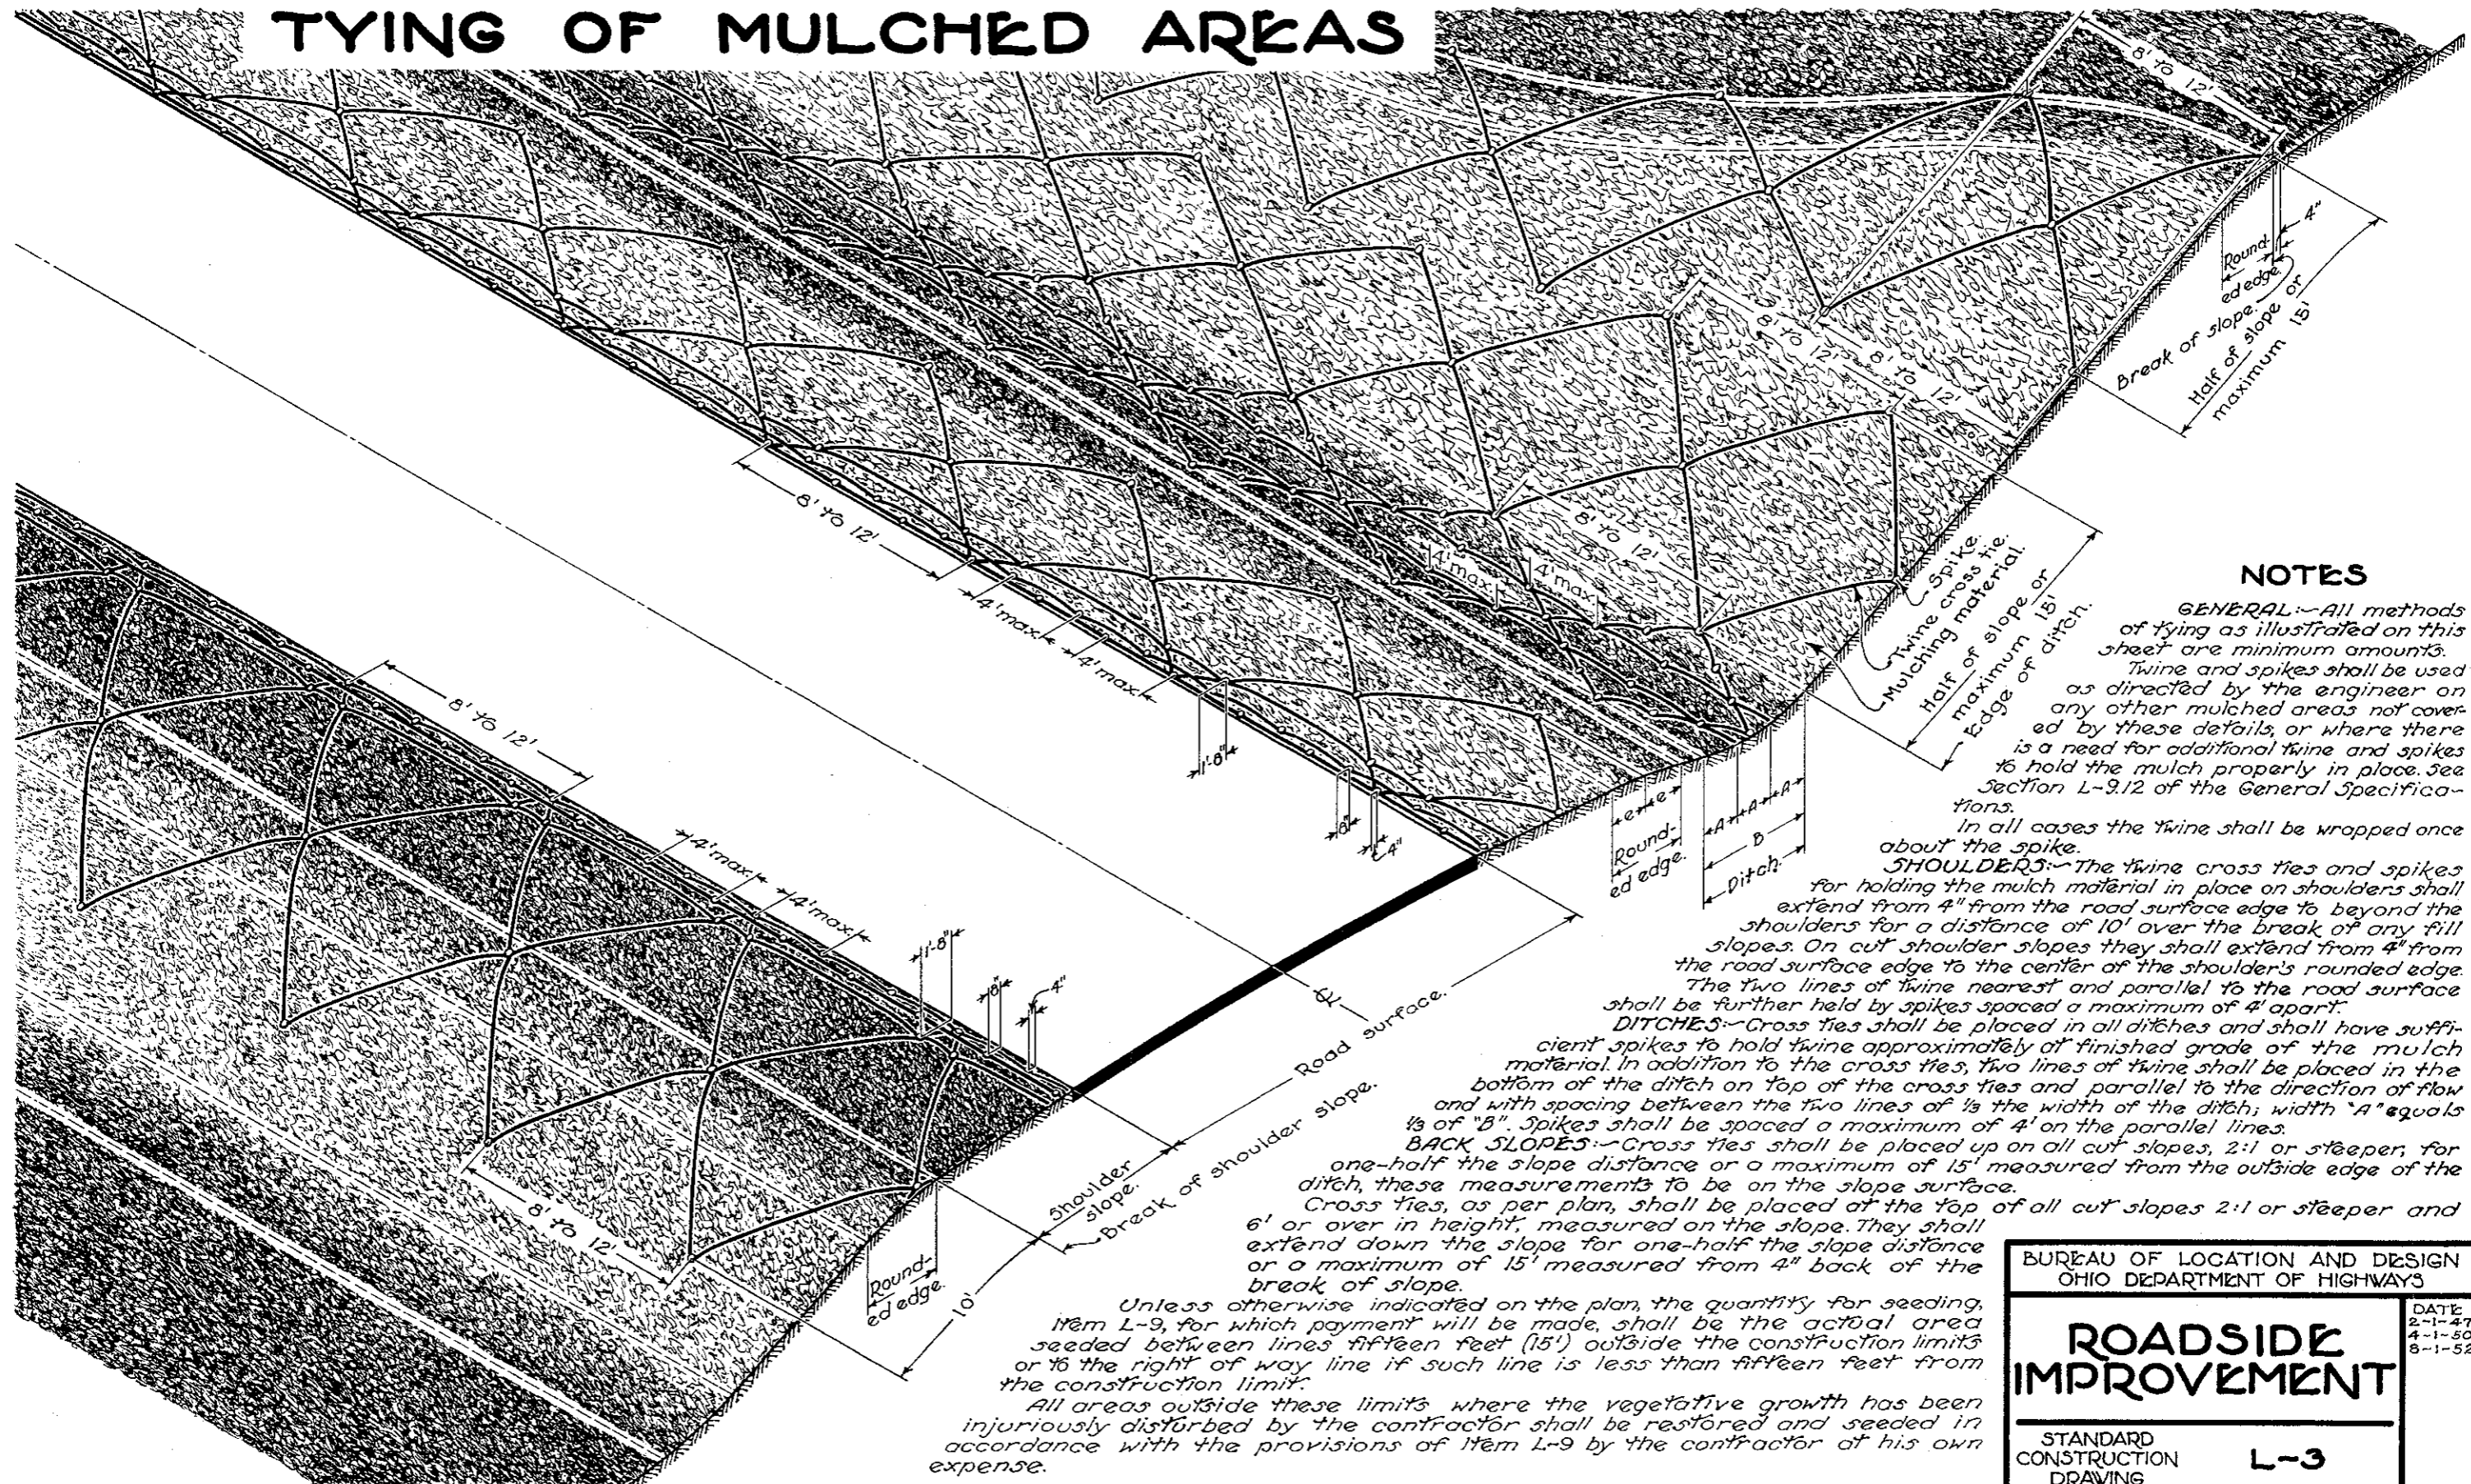 TYING OF MULCHED AREAS
8' TO 12'
4"
Round-
ed edge.
Break of slope.
Half of slope or
maximum 15'
8' TO 12'
8' TO 12'
8' TO 12'
4' max.
4' max.
8' TO 12'
4' max.
4' max.
1'-8"
8"
4"
Spike.
Twine cross tie.
Mulching material.
Half of slope or
maximum 15'
Edge of ditch.
e e
Round-
ed edge.
A A A
B
Ditch.
8' TO 12'
4' max.
4' max.
1'-8"
8"
4"
℄
Road surface.
Shoulder
slope.
Break of shoulder slope.
8' TO 12'
Round-
ed edge.
10'
NOTES
GENERAL:~All methods
of tying as illustrated on this
sheet are minimum amounts.
Twine and spikes shall be used
as directed by the engineer on
any other mulched areas not cover-
ed by these details, or where there
is a need for additional twine and spikes
to hold the mulch properly in place. See
Section L-9.12 of the General Specifica-
tions.
In all cases the twine shall be wrapped once
about the spike.
SHOULDERS:~The twine cross ties and spikes
for holding the mulch material in place on shoulders shall
extend from 4" from the road surface edge to beyond the
shoulders for a distance of 10' over the break of any fill
slopes. On cut shoulder slopes they shall extend from 4" from
the road surface edge to the center of the shoulder's rounded edge.
The two lines of twine nearest and parallel to the road surface
shall be further held by spikes spaced a maximum of 4' apart.
DITCHES:~Cross ties shall be placed in all ditches and shall have suffi-
cient spikes to hold twine approximately at finished grade of the mulch
material. In addition to the cross ties, two lines of twine shall be placed in the
bottom of the ditch on top of the cross ties and parallel to the direction of flow
and with spacing between the two lines of ⅓ the width of the ditch; width "A" equals
⅓ of "B". Spikes shall be spaced a maximum of 4' on the parallel lines.
BACK SLOPES:~Cross ties shall be placed up on all cut slopes, 2:1 or steeper, for
one-half the slope distance or a maximum of 15' measured from the outside edge of the
ditch, these measurements to be on the slope surface.
Cross ties, as per plan, shall be placed at the top of all cut slopes 2:1 or steeper and
6' or over in height, measured on the slope. They shall
extend down the slope for one-half the slope distance
or a maximum of 15' measured from 4" back of the
break of slope.
Unless otherwise indicated on the plan, the quantity for seeding,
Item L-9, for which payment will be made, shall be the actual area
seeded between lines fifteen feet (15') outside the construction limits
or to the right of way line if such line is less than fifteen feet from
the construction limit.
All areas outside these limits where the vegetative growth has been
injuriously disturbed by the contractor shall be restored and seeded in
accordance with the provisions of Item L-9 by the contractor at his own
expense.
BUREAU OF LOCATION AND DESIGN
OHIO DEPARTMENT OF HIGHWAYS
ROADSIDE
IMPROVEMENT
DATE
2-1-47
4-1-50
8-1-52
STANDARD
CONSTRUCTION
DRAWING
L-3